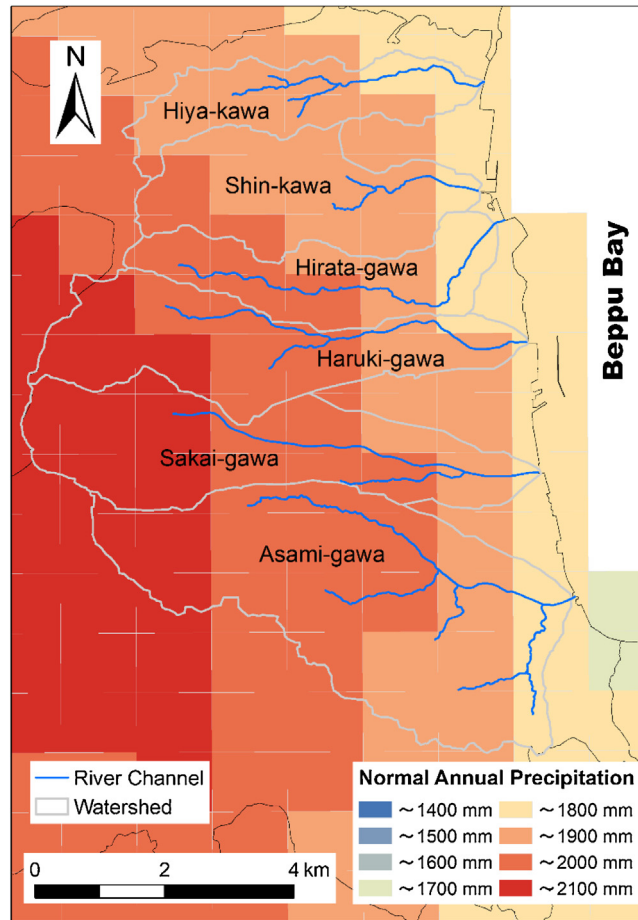 N
Hiya-kawa
Shin-kawa
Hirata-gawa
Haruki-gawa
Sakai-gawa
Asami-gawa
Beppu Bay
River Channel
Watershed
0 2 4 km
Normal Annual Precipitation
~1400 mm
~1500 mm
~1600 mm
~1700 mm
~1800 mm
~1900 mm
~2000 mm
~2100 mm